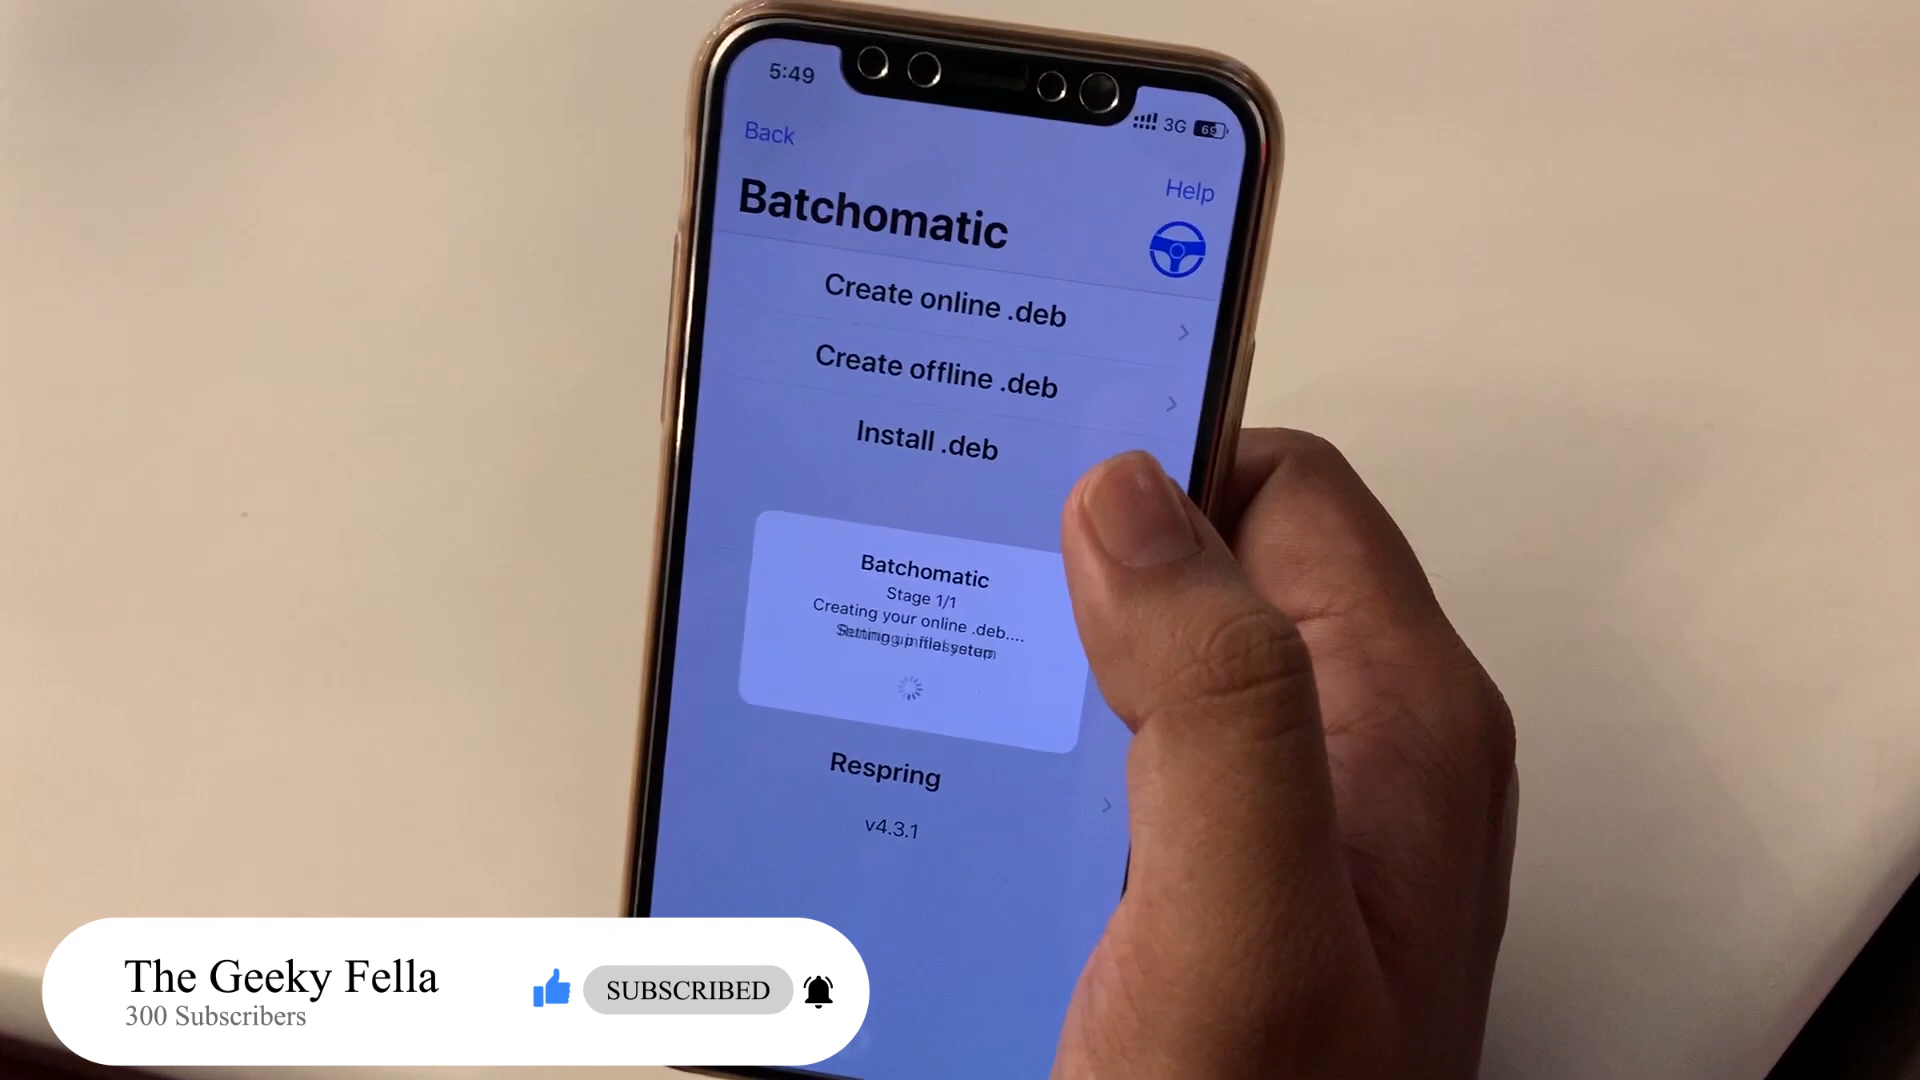 5:49
3G 69
Back
Help
Batchomatic
Create online .deb
Create offline .deb
Install .deb
Batchomatic
Stage 1/1
Creating your online .deb....
Respring
v4.3.1
The Geeky Fella
300 Subscribers
SUBSCRIBED